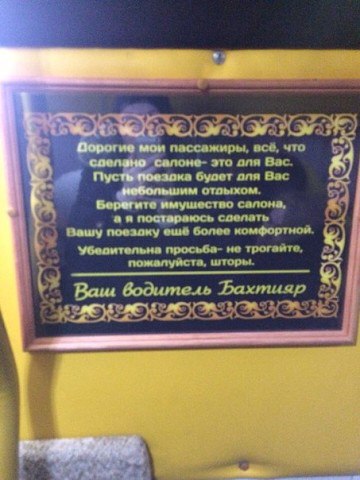 Дорогие мои пассажиры, всё, что
сделано салоне- это для Вас.
Пусть поездка будет для Вас
небольшим отдыхом.
Берегите имущество салона,
а я постараюсь сделать
Вашу поездку ещё более комфортной.
Убедительна просьба- не трогайте,
пожалуйста, шторы.
Ваш водитель Бахтияр